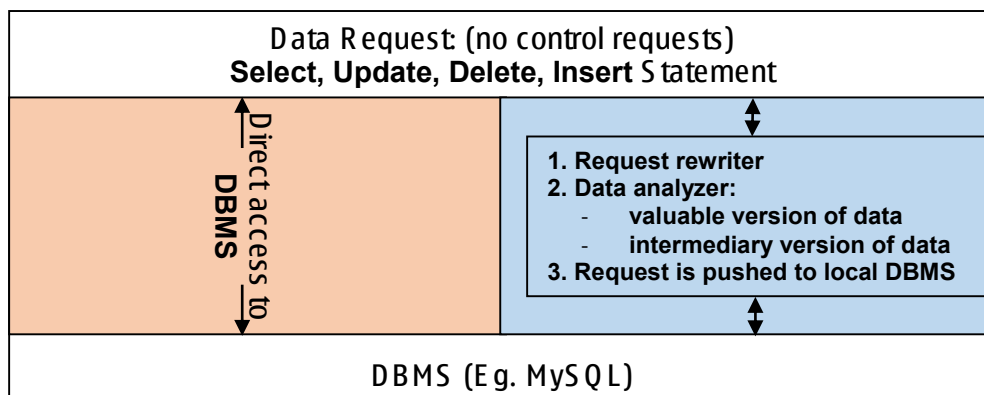 Data Request: (no control requests)
Select, Update, Delete, Insert Statement
Direct access to
DBMS
1. Request rewriter
2. Data analyzer:
- valuable version of data
- intermediary version of data
3. Request is pushed to local DBMS
DBMS (Eg. MySQL)